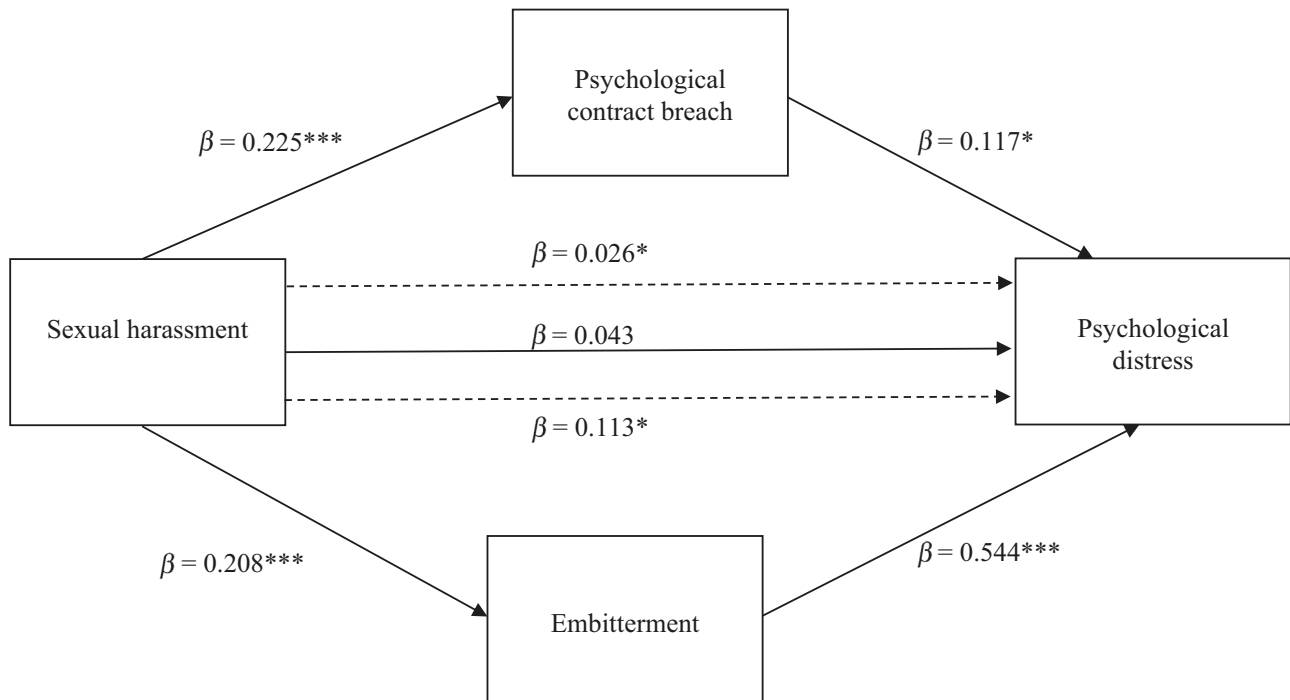 Psychological
contract breach
β = 0.225***
β = 0.117*
β = 0.026*
Sexual harassment
β = 0.043
Psychological
distress
β = 0.113*
β = 0.208***
β = 0.544***
Embitterment